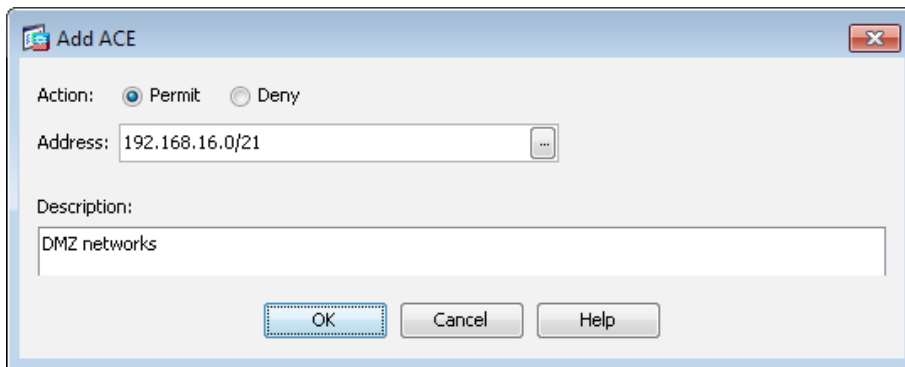 Add ACE
Action: Permit Deny
Address: 192.168.16.0/21 ...
Description:
DMZ networks
OK Cancel Help